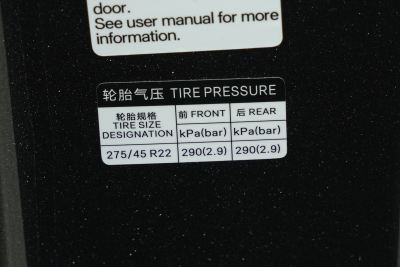 door.
See user manual for more
information.
轮胎气压 TIRE PRESSURE
轮胎规格 前 FRONT 后 REAR
TIRE SIZE
DESIGNATION kPa(bar) kPa(bar)
275/45 R22 290(2.9) 290(2.9)